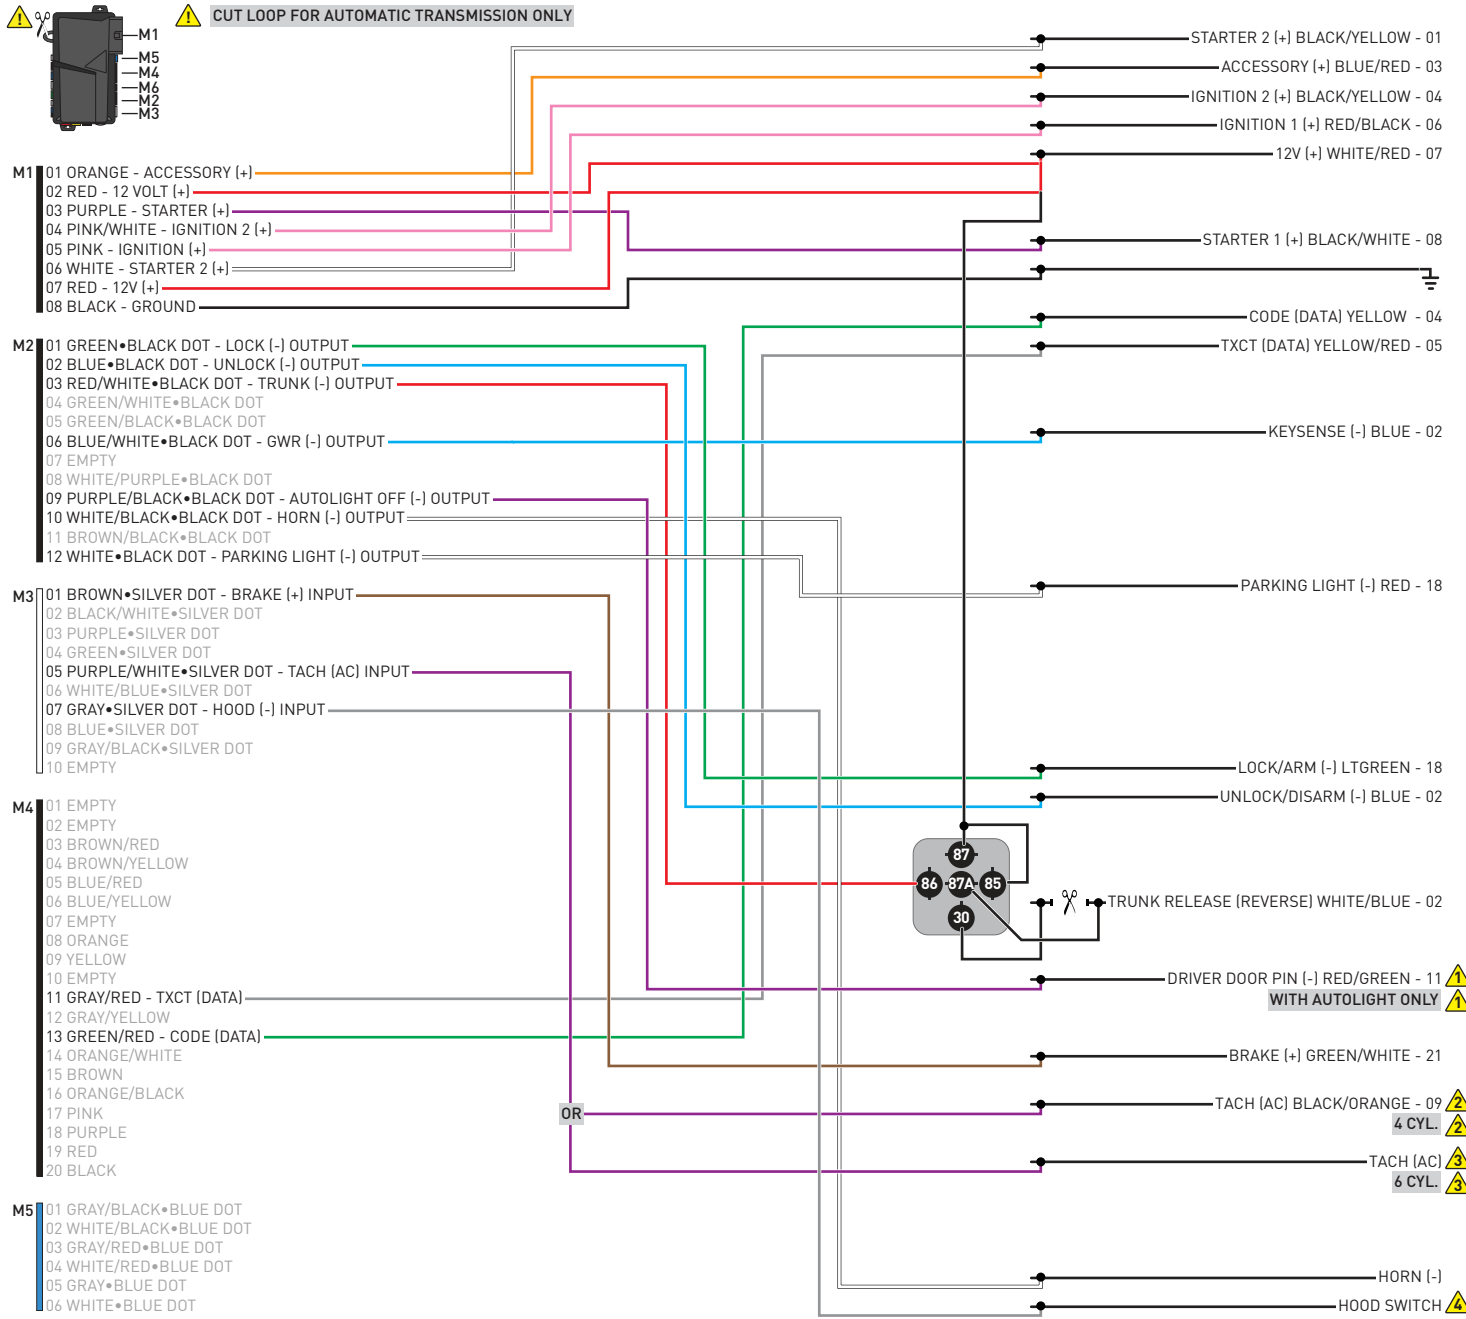 CUT LOOP FOR AUTOMATIC TRANSMISSION ONLY
M1
M5
M4
M6
M2
M3
M1
01 ORANGE - ACCESSORY (+)
02 RED - 12 VOLT (+)
03 PURPLE - STARTER (+)
04 PINK/WHITE - IGNITION 2 (+)
05 PINK - IGNITION (+)
06 WHITE - STARTER 2 (+)
07 RED - 12V (+)
08 BLACK - GROUND
M2
01 GREEN•BLACK DOT - LOCK (-) OUTPUT
02 BLUE•BLACK DOT - UNLOCK (-) OUTPUT
03 RED/WHITE•BLACK DOT - TRUNK (-) OUTPUT
04 GREEN/WHITE•BLACK DOT
05 GREEN/BLACK•BLACK DOT
06 BLUE/WHITE•BLACK DOT - GWR (-) OUTPUT
07 EMPTY
08 WHITE/PURPLE•BLACK DOT
09 PURPLE/BLACK•BLACK DOT - AUTOLIGHT OFF (-) OUTPUT
10 WHITE/BLACK•BLACK DOT - HORN (-) OUTPUT
11 BROWN/BLACK•BLACK DOT
12 WHITE•BLACK DOT - PARKING LIGHT (-) OUTPUT
M3
01 BROWN•SILVER DOT - BRAKE (+) INPUT
02 BLACK/WHITE•SILVER DOT
03 PURPLE•SILVER DOT
04 GREEN•SILVER DOT
05 PURPLE/WHITE•SILVER DOT - TACH (AC) INPUT
06 WHITE/BLUE•SILVER DOT
07 GRAY•SILVER DOT - HOOD (-) INPUT
08 BLUE•SILVER DOT
09 GRAY/BLACK•SILVER DOT
10 EMPTY
M4
01 EMPTY
02 EMPTY
03 BROWN/RED
04 BROWN/YELLOW
05 BLUE/RED
06 BLUE/YELLOW
07 EMPTY
08 ORANGE
09 YELLOW
10 EMPTY
11 GRAY/RED - TXCT (DATA)
12 GRAY/YELLOW
13 GREEN/RED - CODE (DATA)
14 ORANGE/WHITE
15 BROWN
16 ORANGE/BLACK
17 PINK
18 PURPLE
19 RED
20 BLACK
M5
01 GRAY/BLACK•BLUE DOT
02 WHITE/BLACK•BLUE DOT
03 GRAY/RED•BLUE DOT
04 WHITE/RED•BLUE DOT
05 GRAY•BLUE DOT
06 WHITE•BLUE DOT
OR
STARTER 2 (+) BLACK/YELLOW - 01
ACCESSORY (+) BLUE/RED - 03
IGNITION 2 (+) BLACK/YELLOW - 04
IGNITION 1 (+) RED/BLACK - 06
12V (+) WHITE/RED - 07
STARTER 1 (+) BLACK/WHITE - 08
CODE (DATA) YELLOW - 04
TXCT (DATA) YELLOW/RED - 05
KEYSENSE (-) BLUE - 02
PARKING LIGHT (-) RED - 18
LOCK/ARM (-) LTGREEN - 18
UNLOCK/DISARM (-) BLUE - 02
87
86 87A 85
30
TRUNK RELEASE (REVERSE) WHITE/BLUE - 02
DRIVER DOOR PIN (-) RED/GREEN - 11 1
WITH AUTOLIGHT ONLY 1
BRAKE (+) GREEN/WHITE - 21
TACH (AC) BLACK/ORANGE - 09 2
4 CYL. 2
TACH (AC) 3
6 CYL. 3
HORN (-)
HOOD SWITCH 4